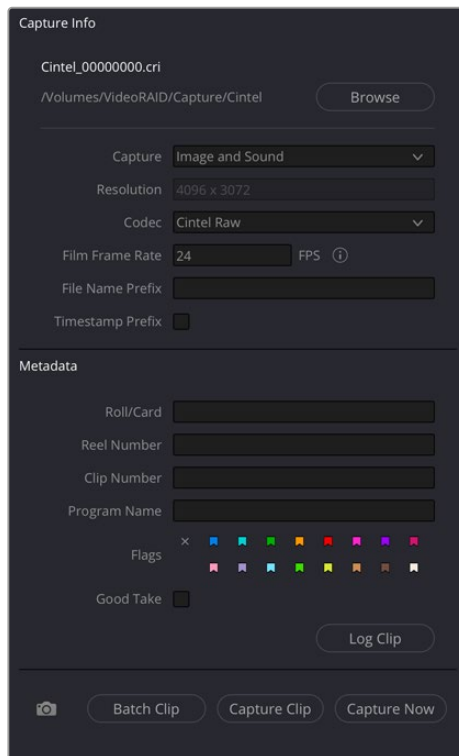 Capture Info
Cintel_00000000.cri
/Volumes/VideoRAID/Capture/Cintel Browse
Capture Image and Sound
Resolution 4096 x 3072
Codec Cintel Raw
Film Frame Rate 24 FPS
File Name Prefix
Timestamp Prefix
Metadata
Roll/Card
Reel Number
Clip Number
Program Name
Flags
Good Take
Log Clip
Batch Clip Capture Clip Capture Now